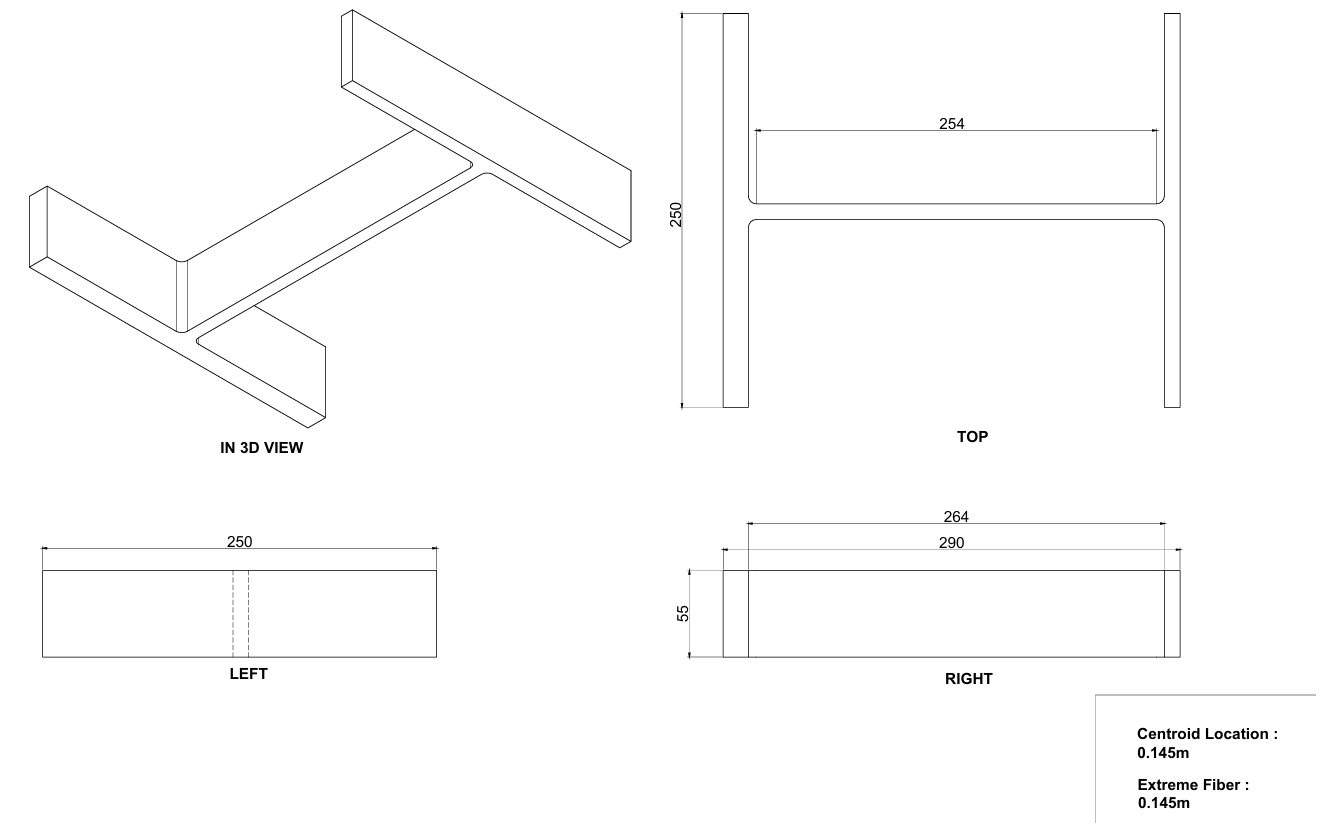 250
254
IN 3D VIEW
TOP
250
264
290
55
LEFT
RIGHT
Centroid Location :
0.145m
Extreme Fiber :
0.145m